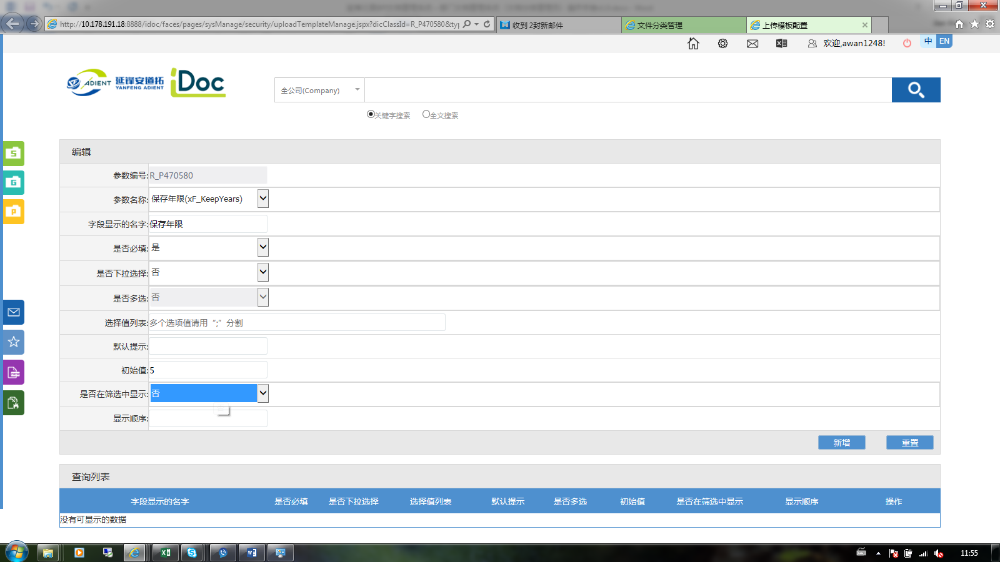 http://10.178.191.18:8888/idoc/faces/pages/sysManage/security/uploadTemplateManage.jspx?dicClassId=R_P470580&typ
收到 2封新邮件
文件分类管理
上传模板配置
欢迎,awan1248!
中 EN
ADIENT 延锋安道拓 YANFENG ADIENT iDoc
全公司(Company)
关键字搜索 全文搜索
编辑
参数编号: R_P470580
参数名称: 保存年限(xF_KeepYears)
字段显示的名字: 保存年限
是否必填: 是
是否下拉选择: 否
是否多选: 否
选择值列表: 多个选项值请用“;”分割
默认提示:
初始值: 5
是否在筛选中显示: 否
显示顺序:
新增 重置
查询列表
字段显示的名字 是否必填 是否下拉选择 选择值列表 默认提示 是否多选 初始值 是否在筛选中显示 显示顺序 操作
没有可显示的数据
11:55